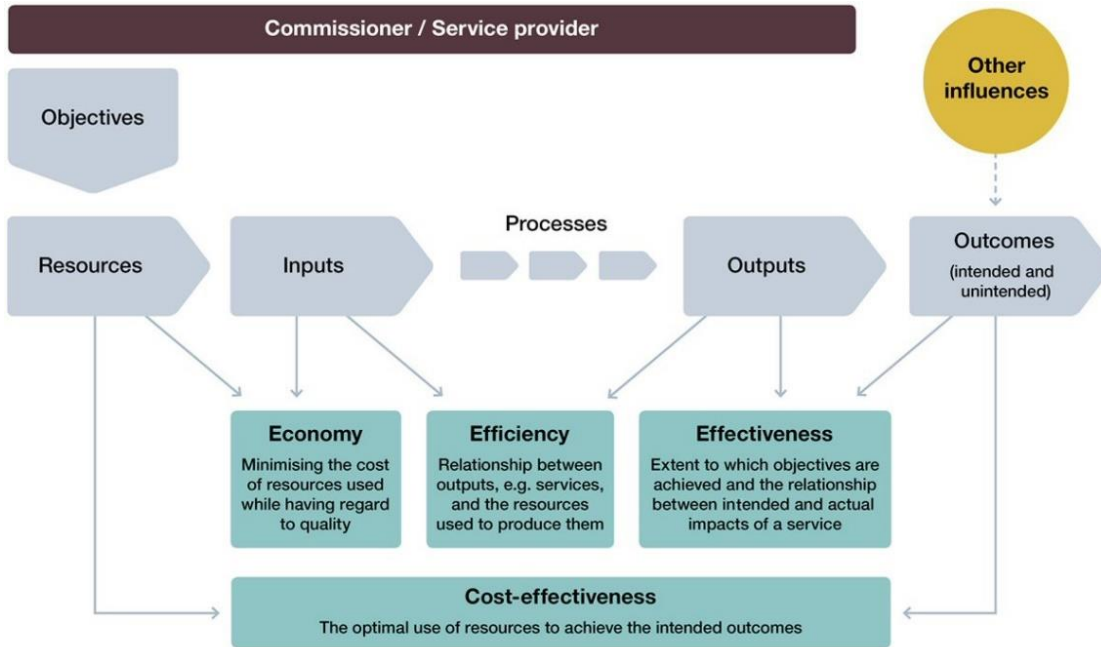 Commissioner / Service provider
Other
influences
Objectives
Resources
Inputs
Processes
Outputs
Outcomes
(intended and
unintended)
Economy
Minimising the cost
of resources used
while having regard
to quality
Efficiency
Relationship between
outputs, e.g. services,
and the resources
used to produce them
Effectiveness
Extent to which objectives are
achieved and the relationship
between intended and actual
impacts of a service
Cost-effectiveness
The optimal use of resources to achieve the intended outcomes